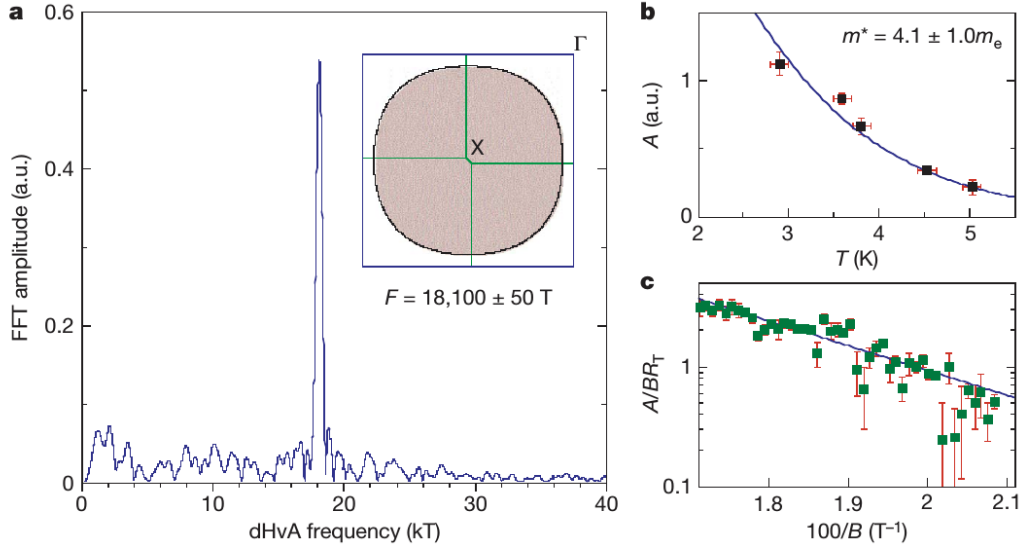 a
0.6
0.4
0.2
0
FFT amplitude (a.u.)
Γ
X
F = 18,100 ± 50 T
0 10 20 30 40
dHvA frequency (kT)
b
m* = 4.1 ± 1.0mₑ
1
0
A (a.u.)
2 3 4 5
T (K)
c
1
0.1
A/BR_T
1.8 1.9 2 2.1
100/B (T⁻¹)